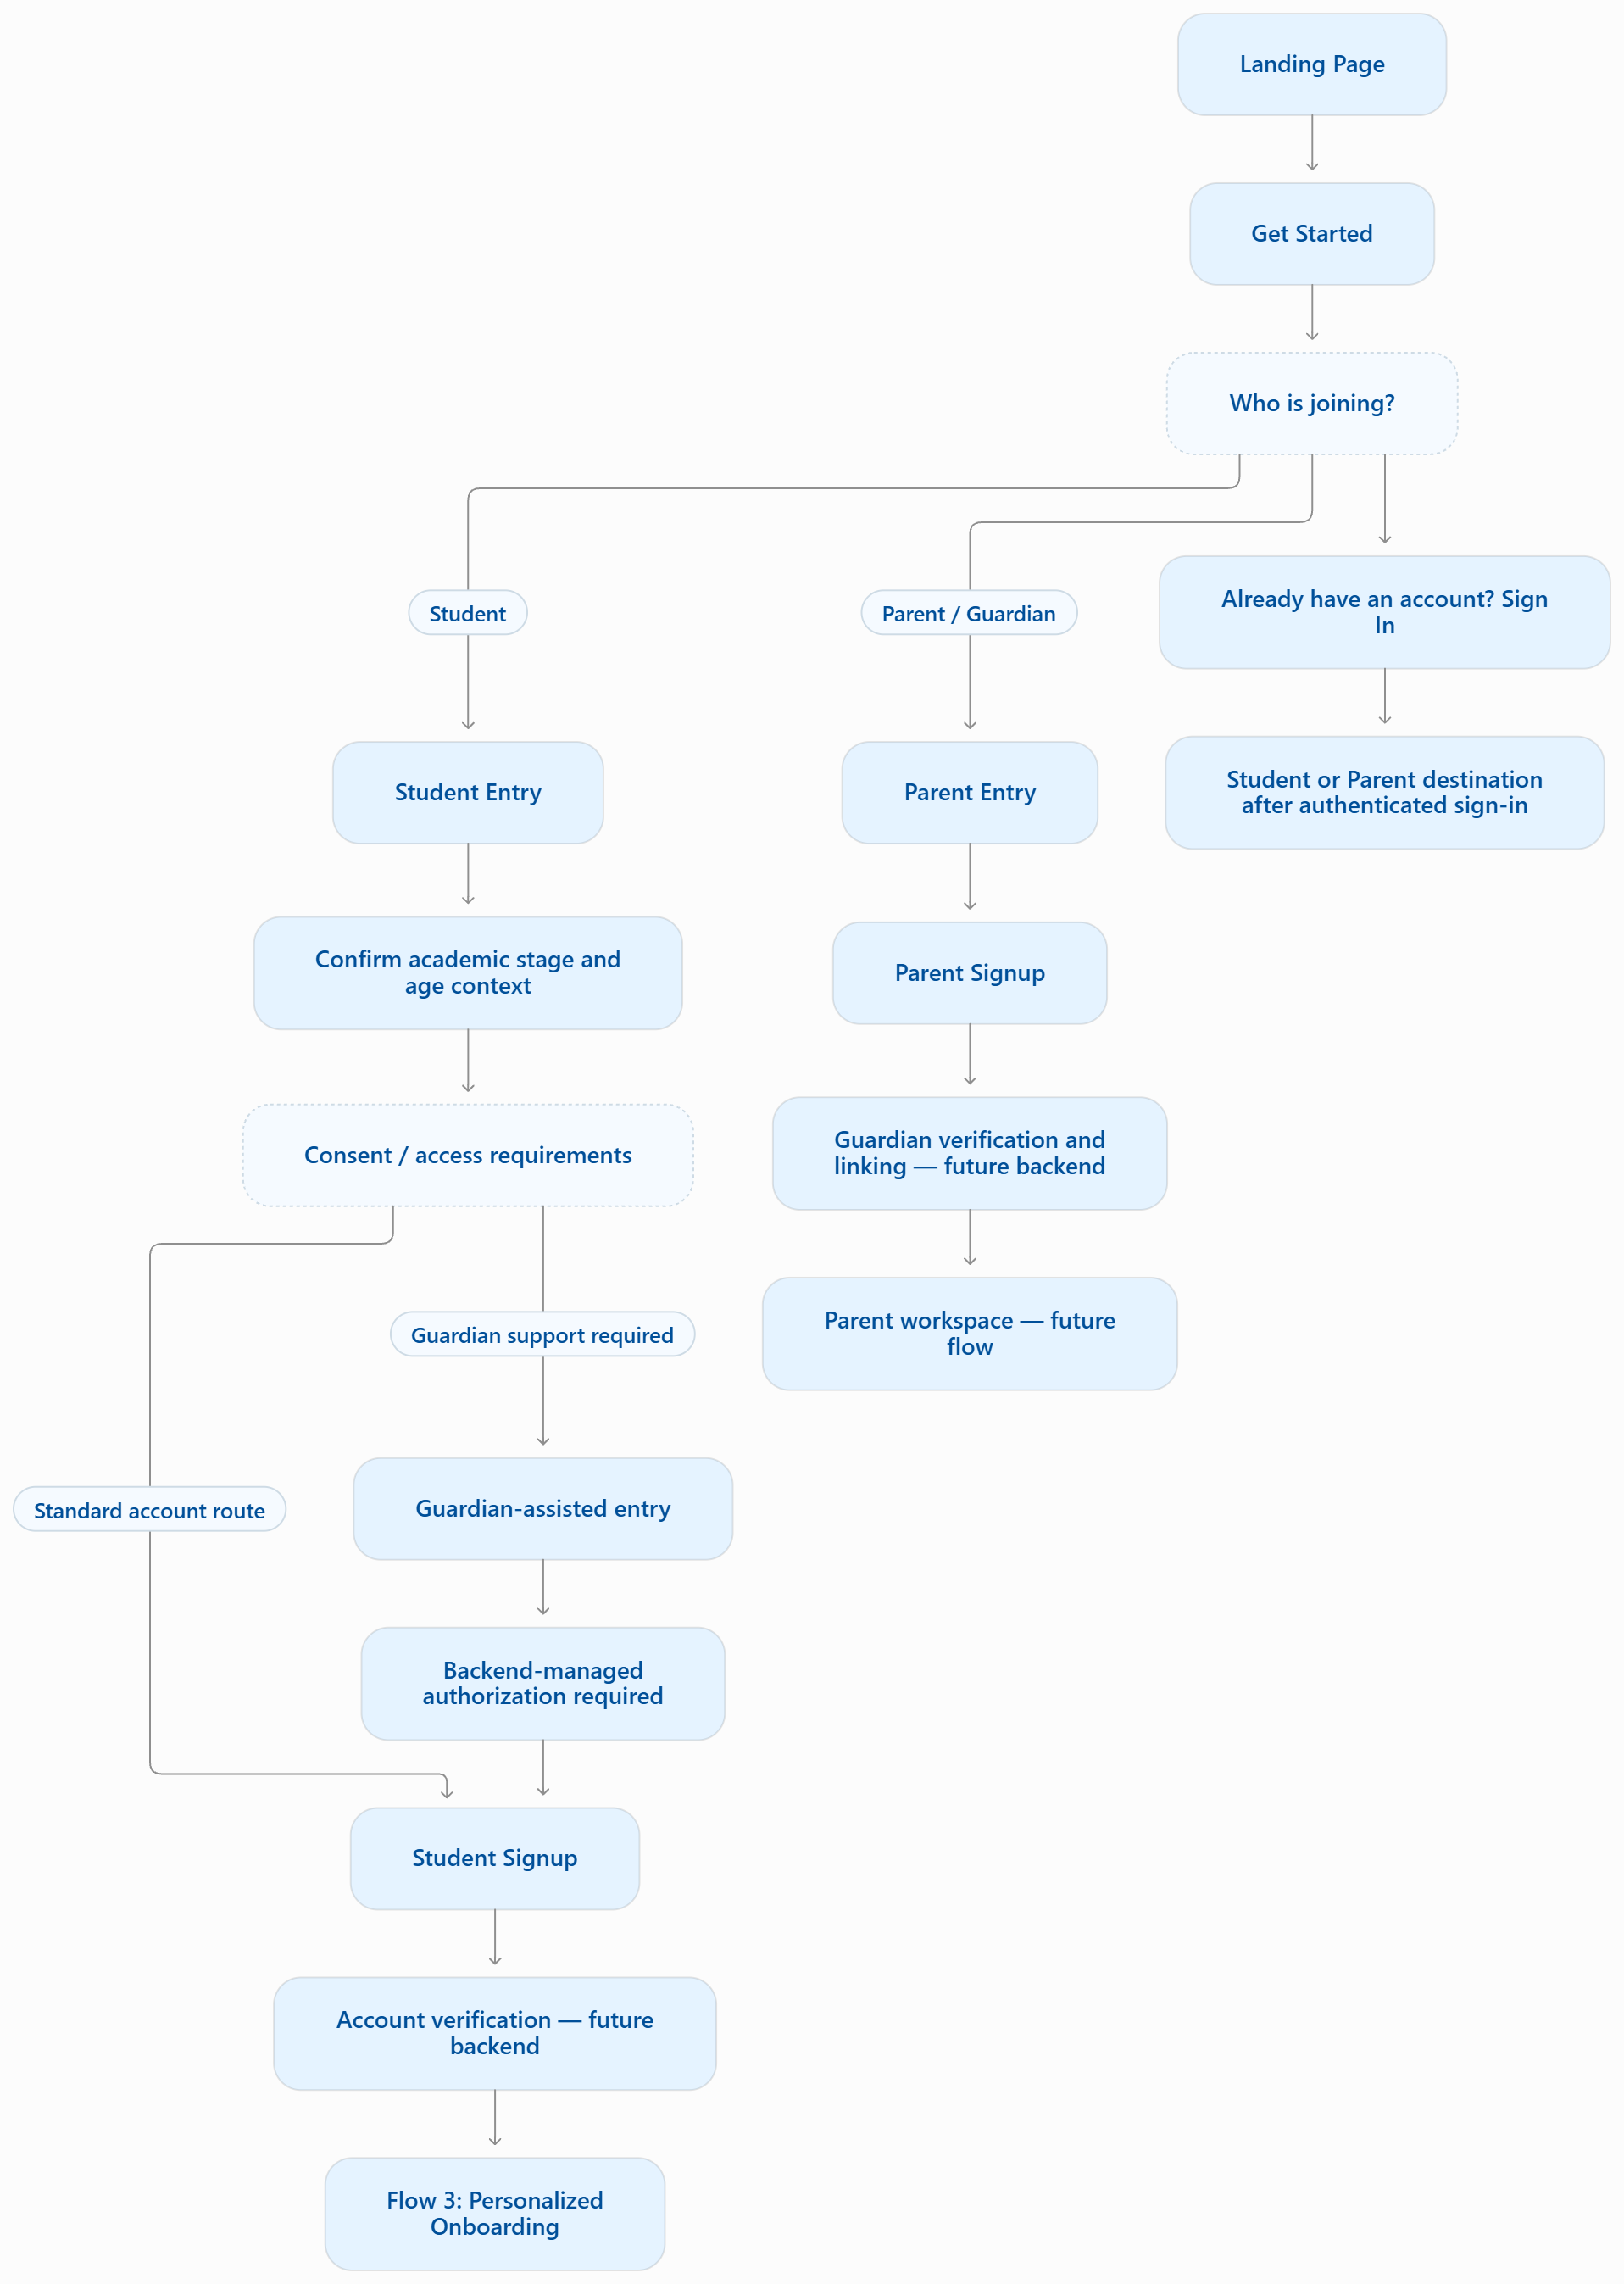 Landing Page
Get Started
Who is joining?
Student
Parent / Guardian
Already have an account? Sign
In
Student Entry
Parent Entry
Student or Parent destination
after authenticated sign-in
Confirm academic stage and
age context
Parent Signup
Consent / access requirements
Guardian verification and
linking — future backend
Guardian support required
Parent workspace — future
flow
Standard account route
Guardian-assisted entry
Backend-managed
authorization required
Student Signup
Account verification — future
backend
Flow 3: Personalized
Onboarding